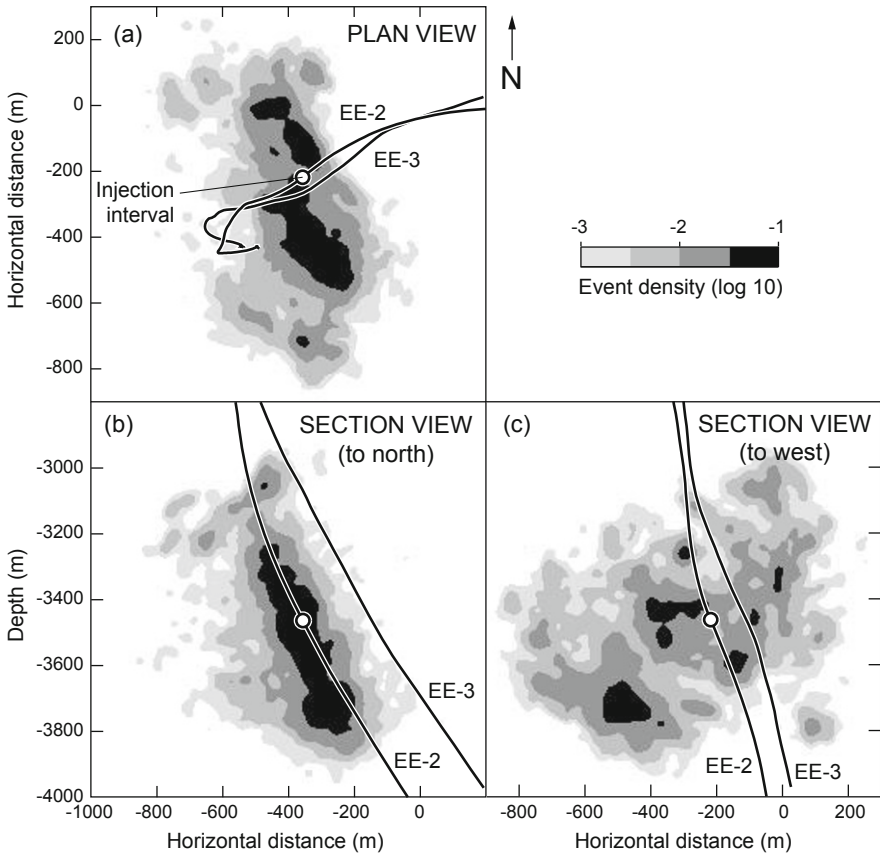 (a)
PLAN VIEW
N
200
0
-200
-400
-600
-800
Horizontal distance (m)
EE-2
EE-3
Injection
interval
-3
-2
-1
Event density (log 10)
(b)
SECTION VIEW
(to north)
-3000
-3200
-3400
-3600
-3800
-4000
Depth (m)
EE-3
EE-2
-1000
-800
-600
-400
-200
0
Horizontal distance (m)
(c)
SECTION VIEW
(to west)
EE-2
EE-3
-800
-600
-400
-200
0
200
Horizontal distance (m)